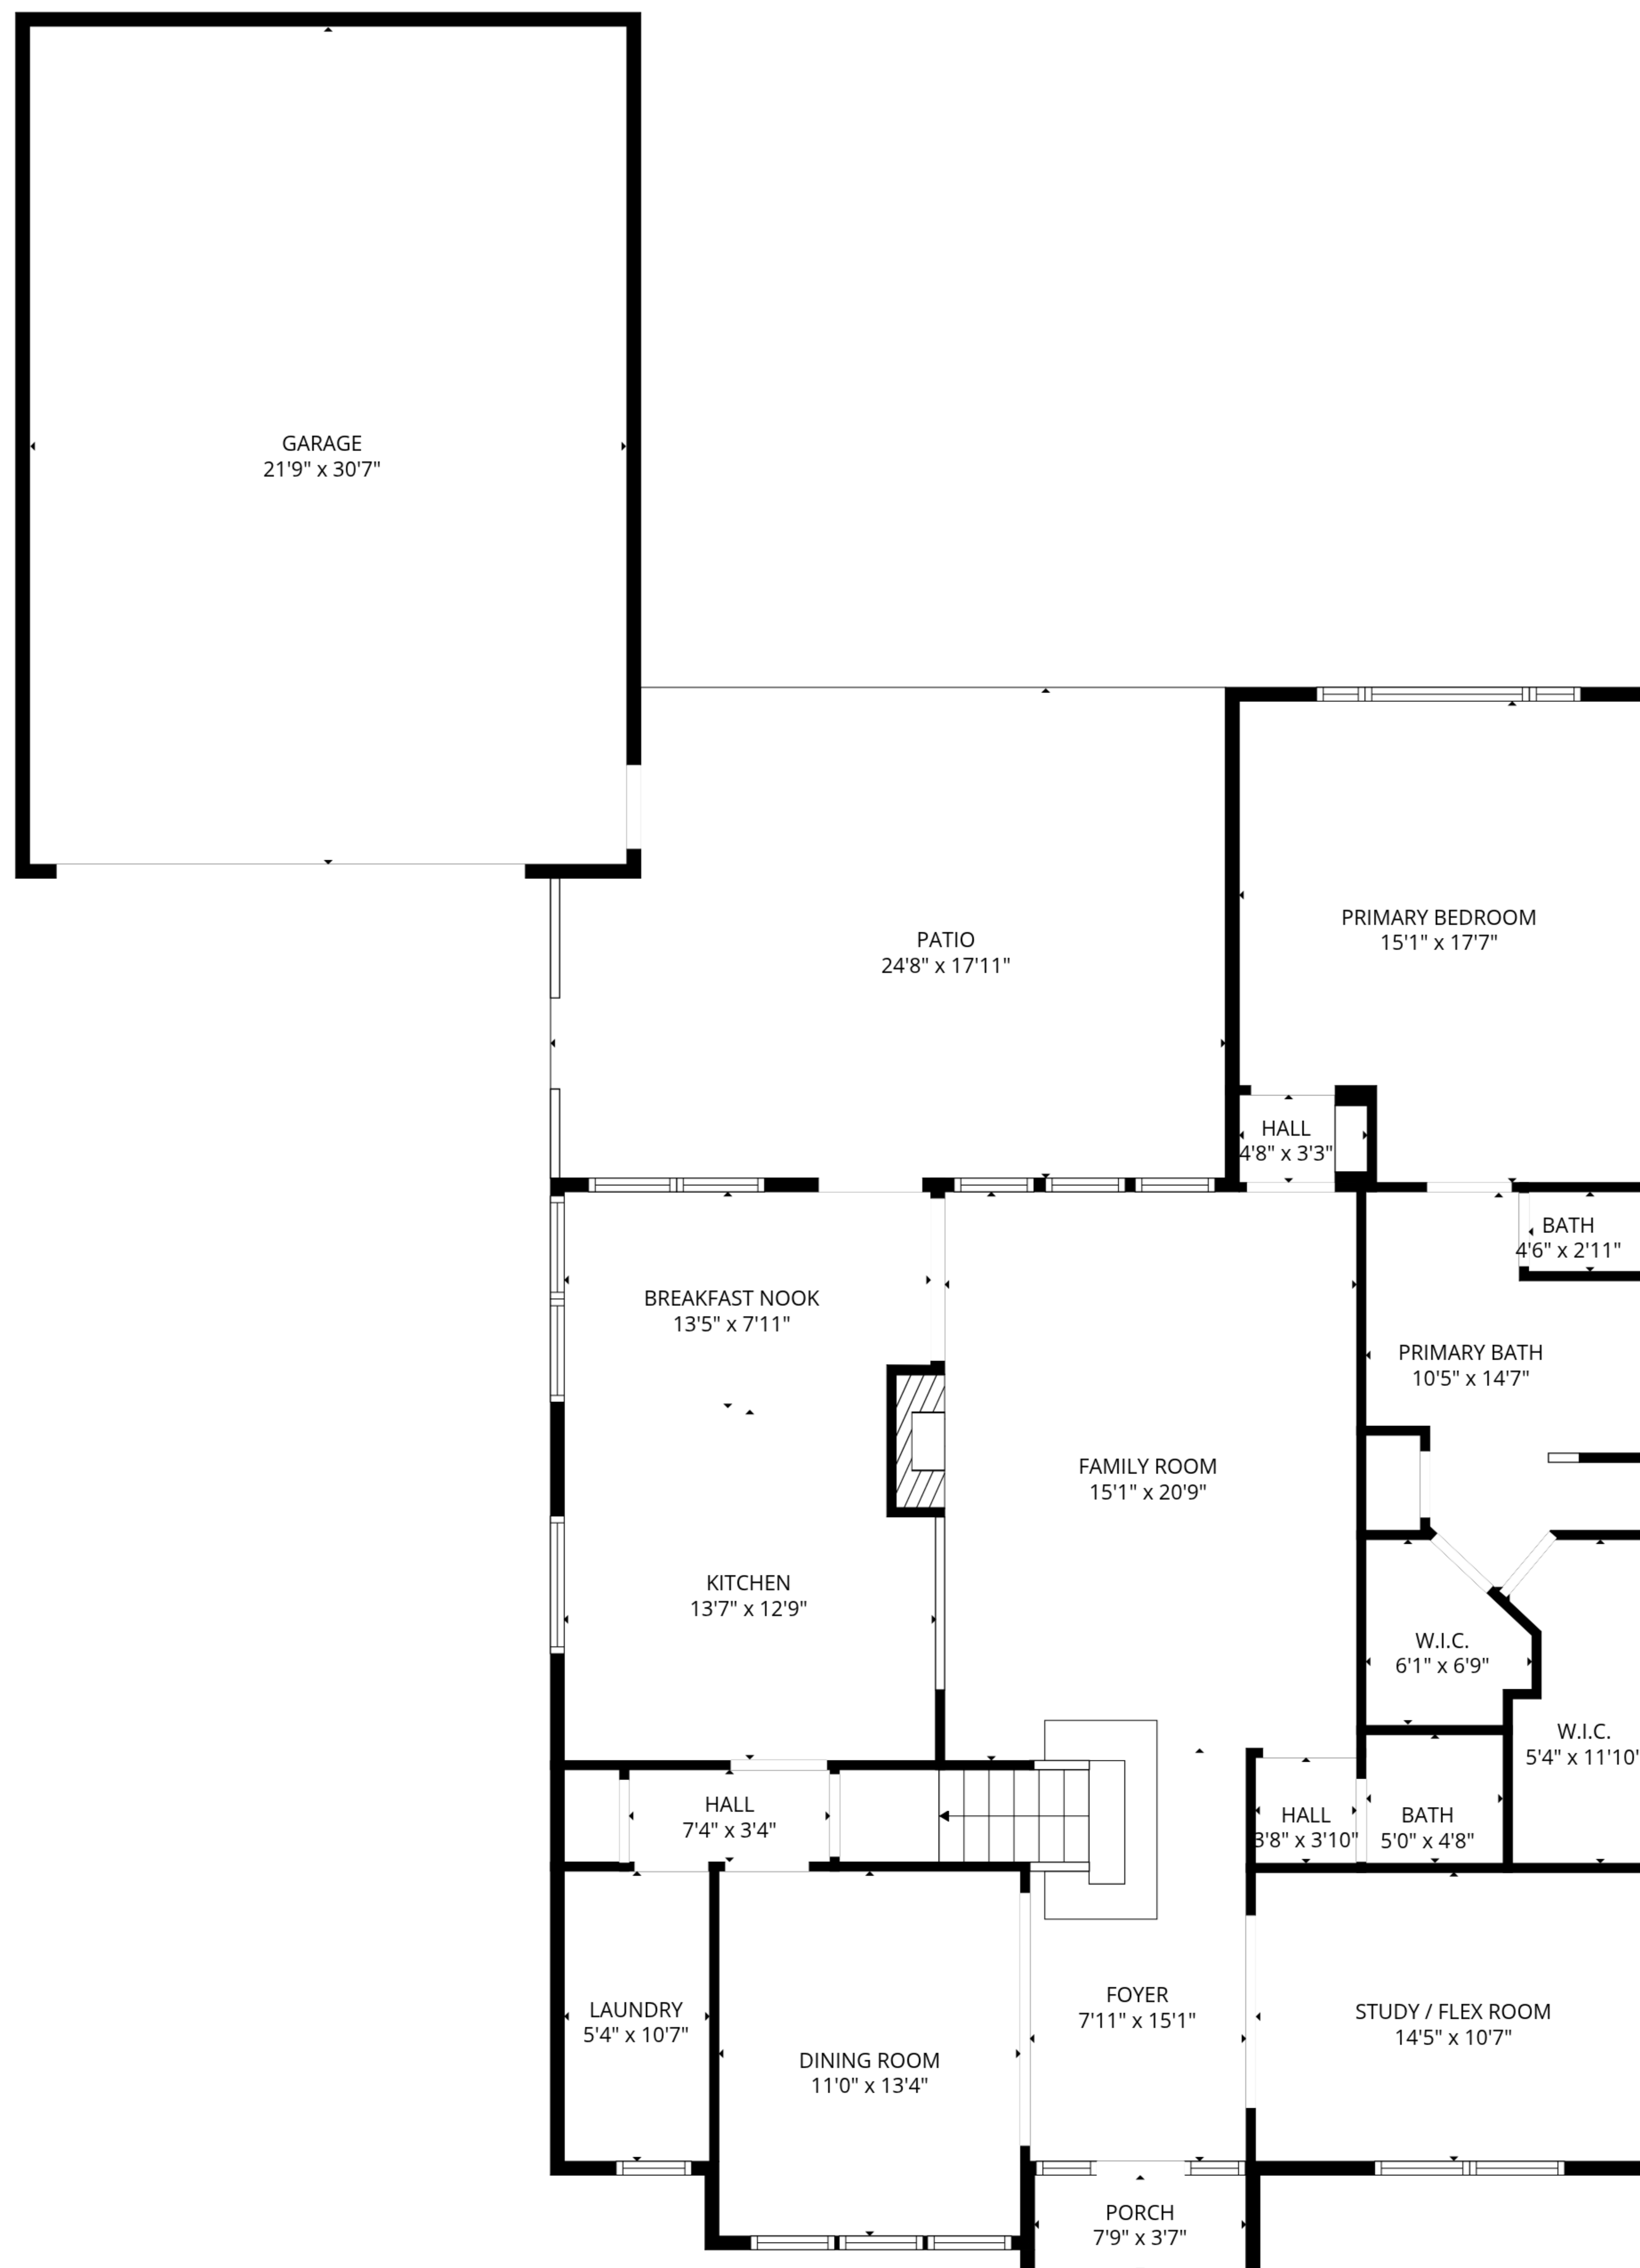 GARAGE
21'9" x 30'7"
PATIO
24'8" x 17'11"
PRIMARY BEDROOM
15'1" x 17'7"
HALL
4'8" x 3'3"
BATH
4'6" x 2'11"
BREAKFAST NOOK
13'5" x 7'11"
PRIMARY BATH
10'5" x 14'7"
FAMILY ROOM
15'1" x 20'9"
KITCHEN
13'7" x 12'9"
W.I.C.
6'1" x 6'9"
W.I.C.
5'4" x 11'10'
HALL
7'4" x 3'4"
HALL
3'8" x 3'10"
BATH
5'0" x 4'8"
LAUNDRY
5'4" x 10'7"
FOYER
7'11" x 15'1"
STUDY / FLEX ROOM
14'5" x 10'7"
DINING ROOM
11'0" x 13'4"
PORCH
7'9" x 3'7"